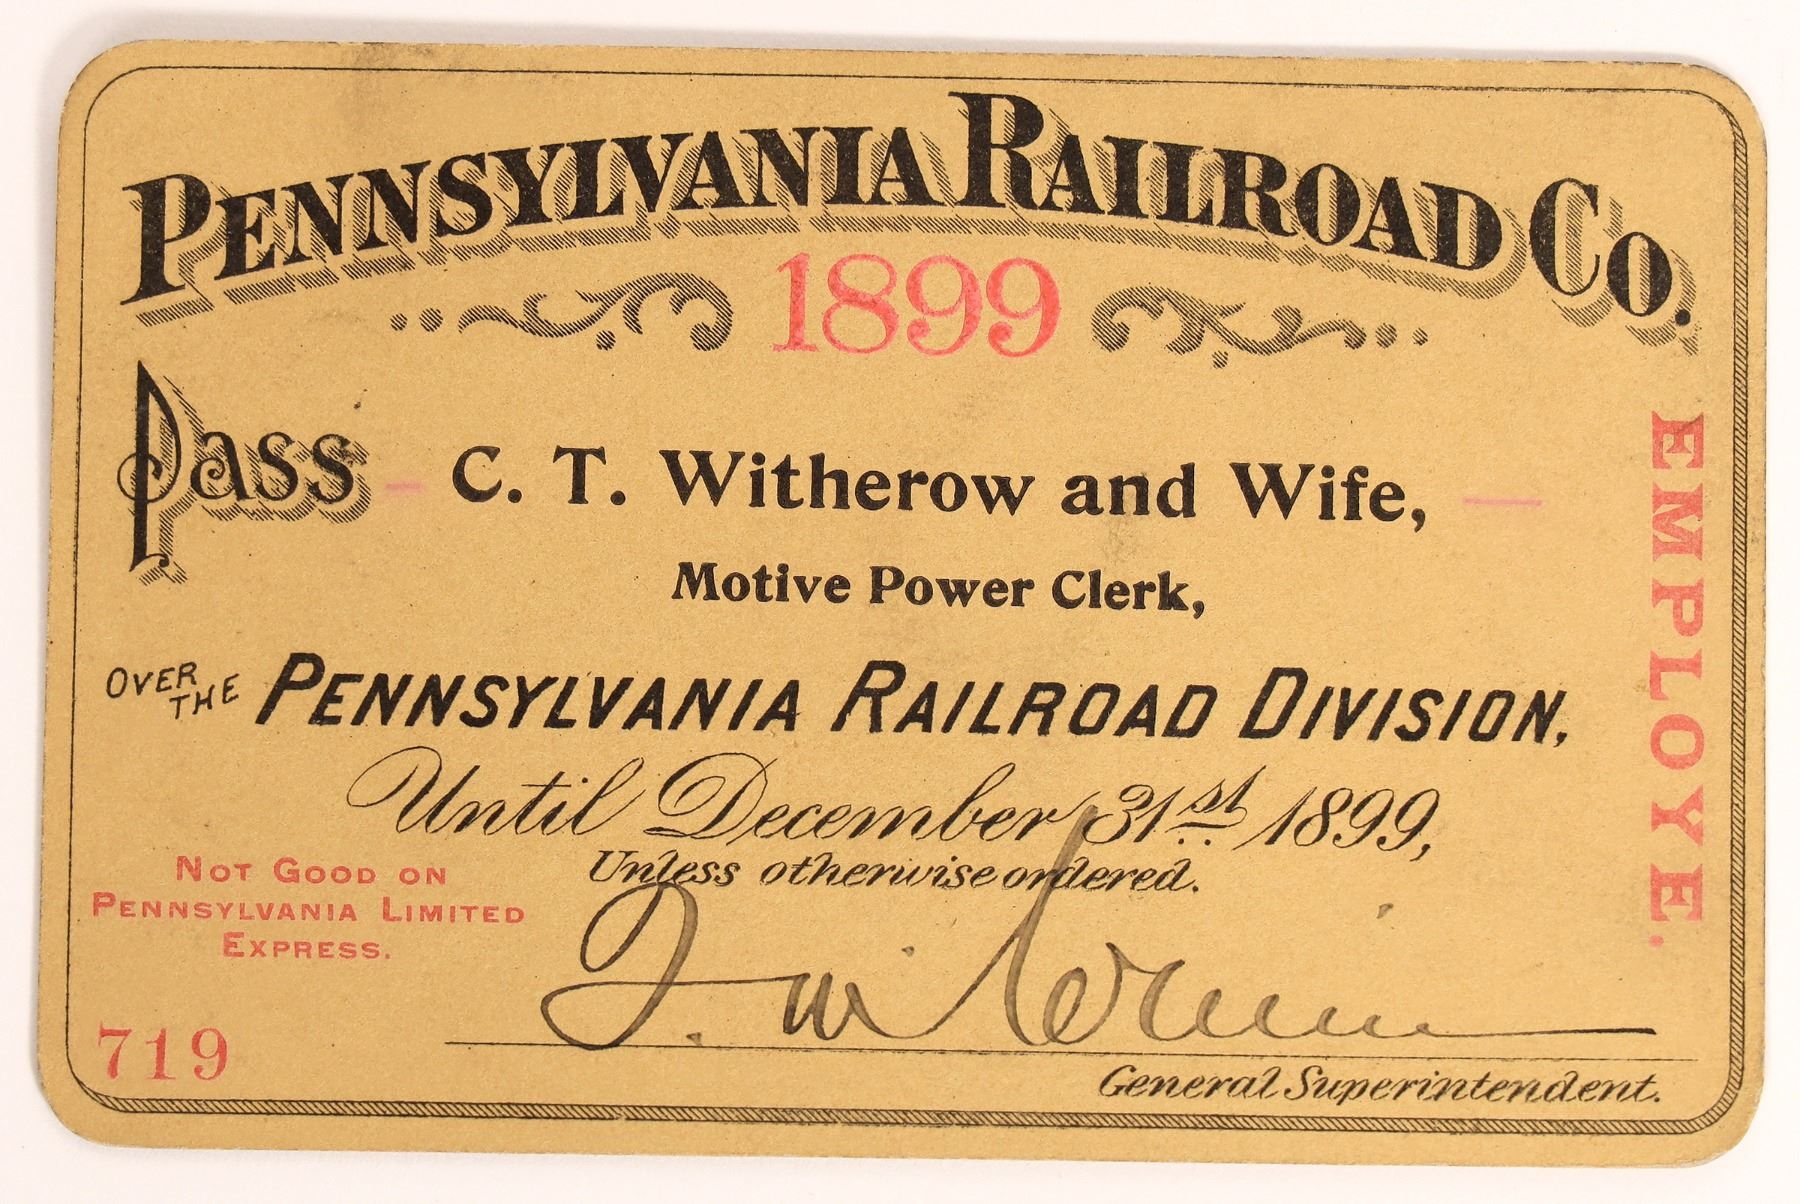 PENNSYLVANIA RAILROAD CO.
1899
Pass - C. T. Witherow and Wife, —
Motive Power Clerk,
OVER THE PENNSYLVANIA RAILROAD DIVISION.
Until December 31st 1899,
Unless otherwise ordered.
NOT GOOD ON
PENNSYLVANIA LIMITED
EXPRESS.
719
General Superintendent.
EMPLOYE.